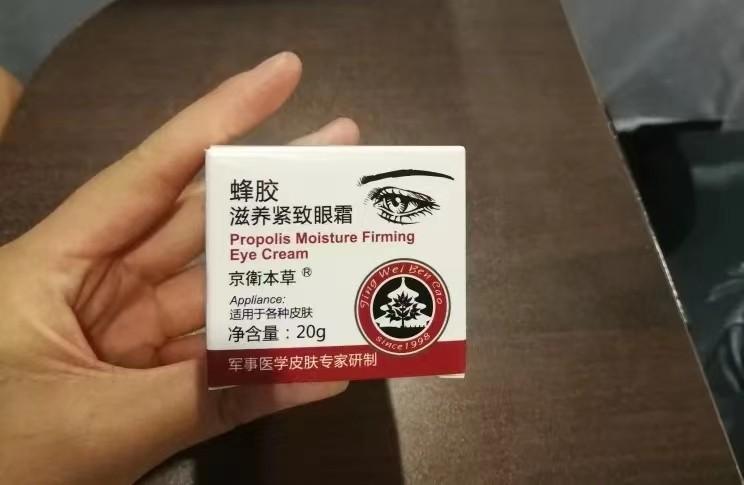 蜂胶
滋养紧致眼霜
Propolis Moisture Firming
Eye Cream
京衛本草®
Appliance:
适用于各种皮肤
净含量：20g
Jing Wei Ben Cao
since1998
军事医学皮肤专家研制